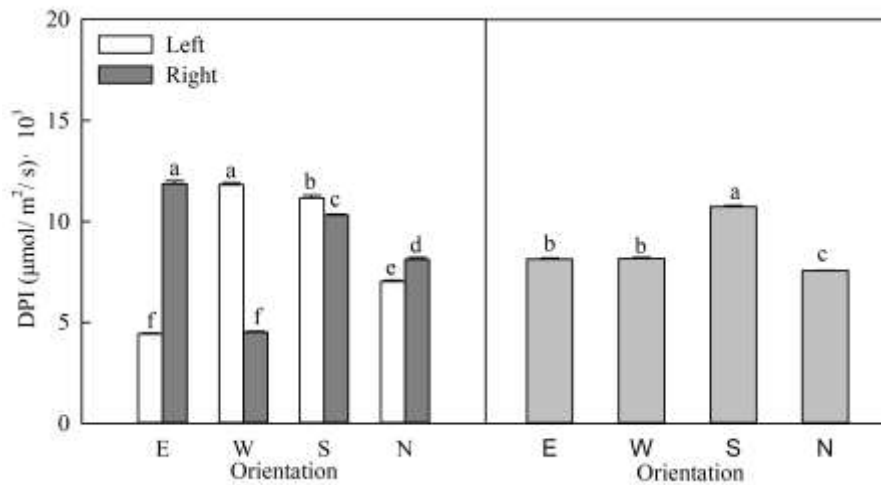 20
15
10
5
0
DPI (μmol/ m²/ s)· 10³
Left
Right
f a a f b c e d
E W S N
Orientation
b b a c
E W S N
Orientation